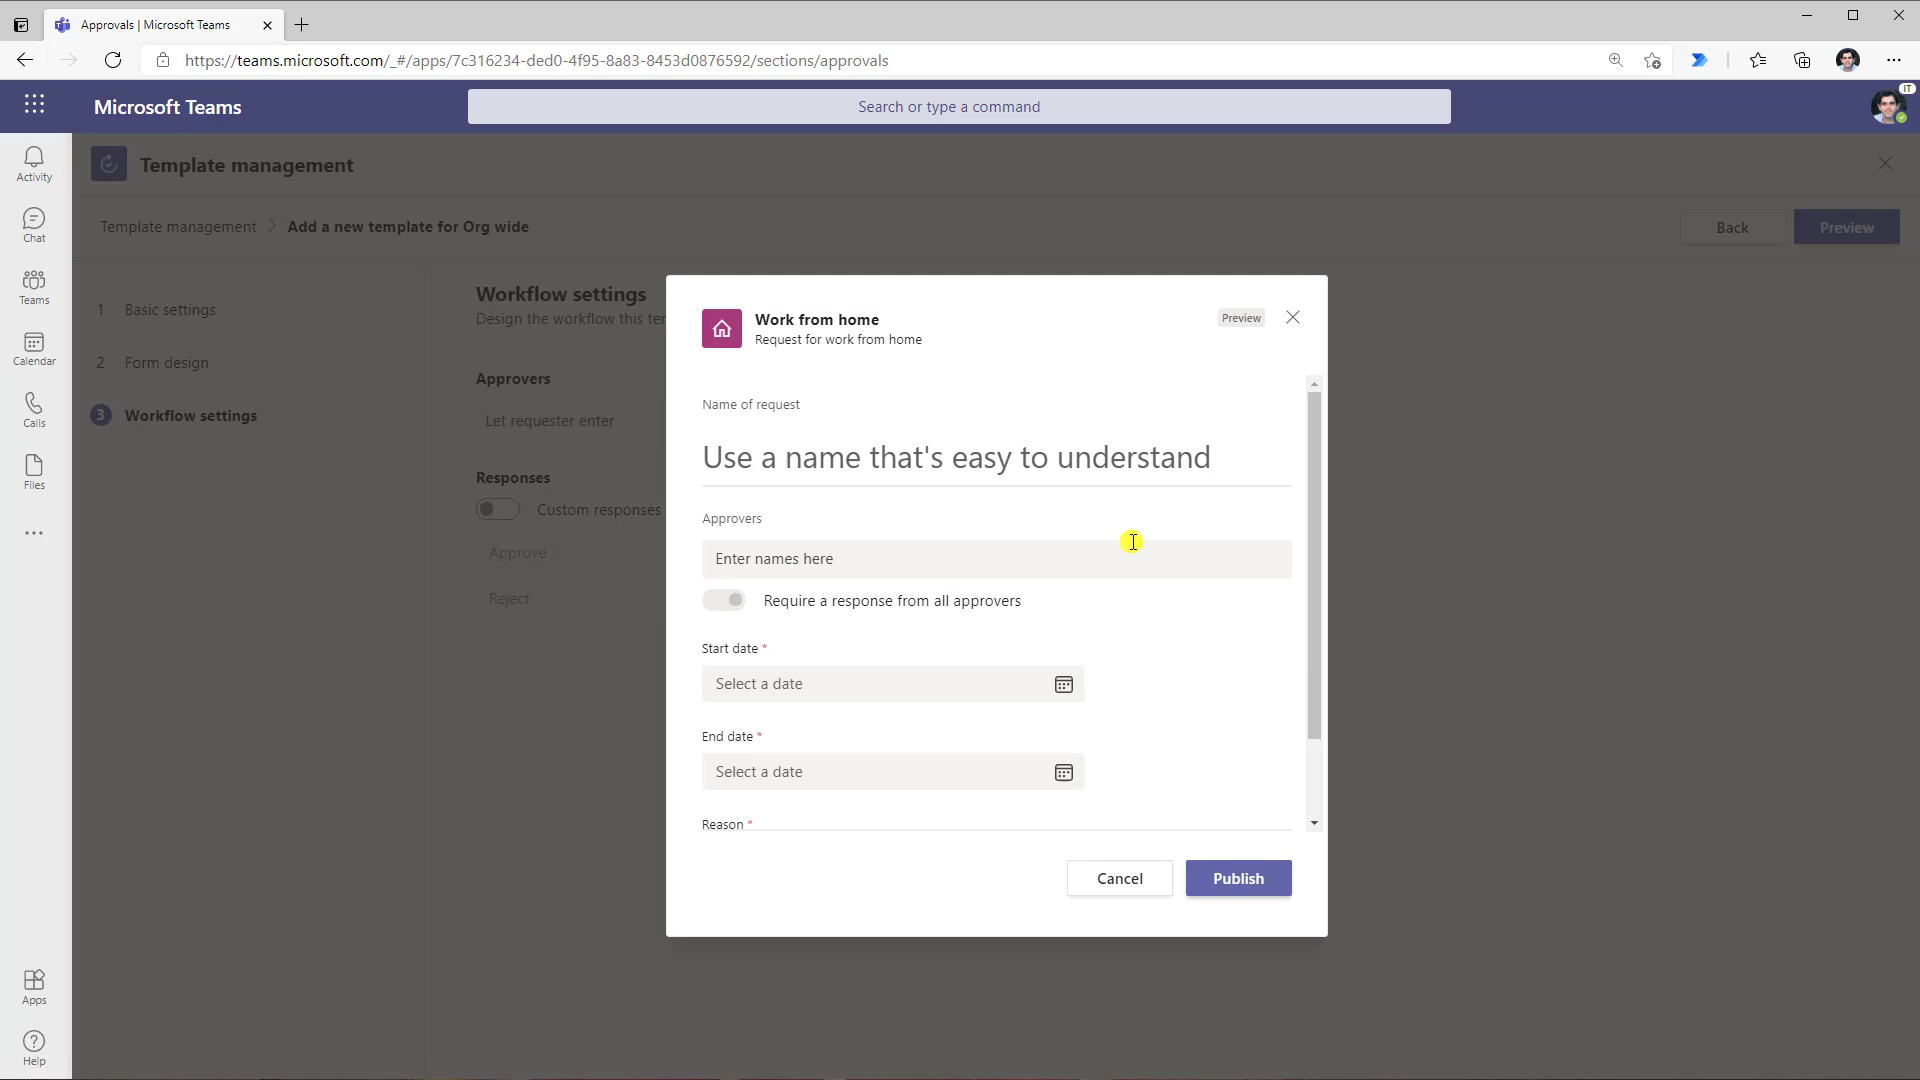 Approvals | Microsoft Teams
https://teams.microsoft.com/_#/apps/7c316234-ded0-4f95-8a83-8453d0876592/sections/approvals
Microsoft Teams
Search or type a command
IT
Activity
Chat
Teams
Calendar
Calls
Files
Apps
Help
Template management
Template management > Add a new template for Org wide
Back
Preview
1 Basic settings
2 Form design
3 Workflow settings
Workflow settings
Design the workflow this ter
Approvers
Let requester enter
Responses
Custom responses
Approve
Reject
Work from home
Request for work from home
Preview
Name of request
Use a name that's easy to understand
Approvers
Enter names here
Require a response from all approvers
Start date *
Select a date
End date *
Select a date
Reason *
Cancel
Publish